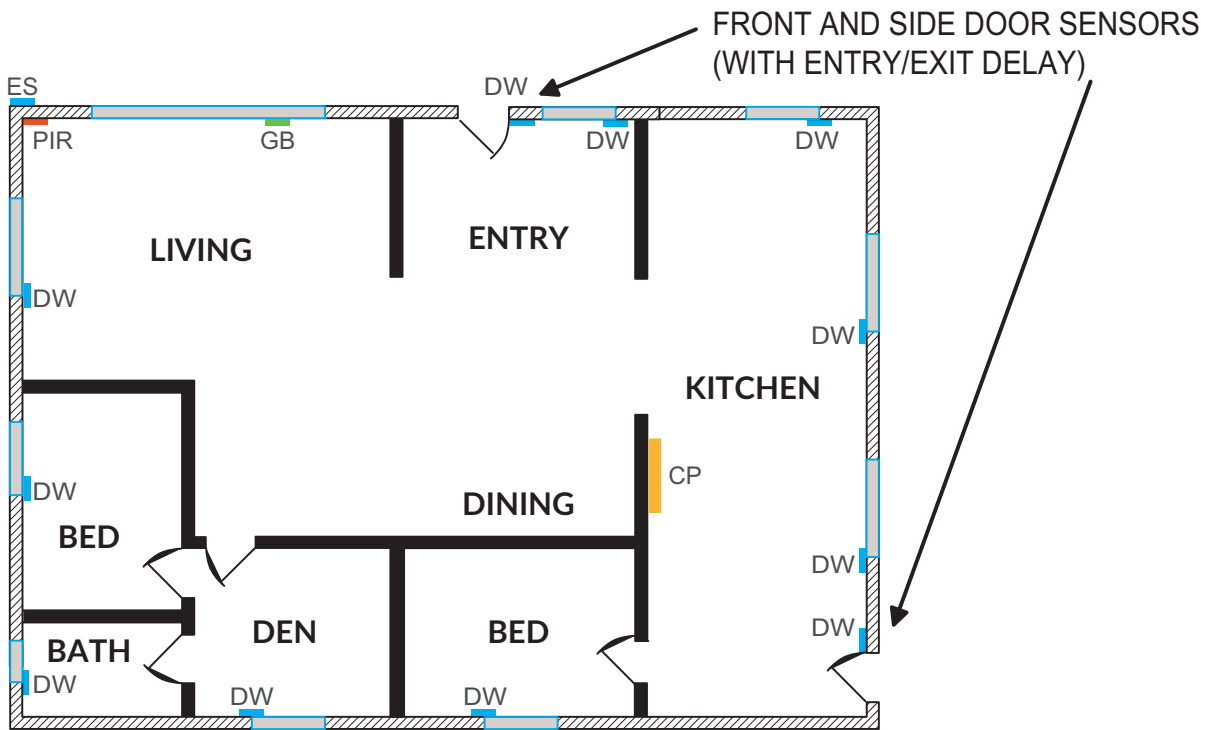 FRONT AND SIDE DOOR SENSORS
(WITH ENTRY/EXIT DELAY)
ES
DW
PIR
GB
DW
DW
LIVING
ENTRY
DW
DW
KITCHEN
CP
DW
DINING
BED
DW
DEN
BED
DW
BATH
DW
DW
DW